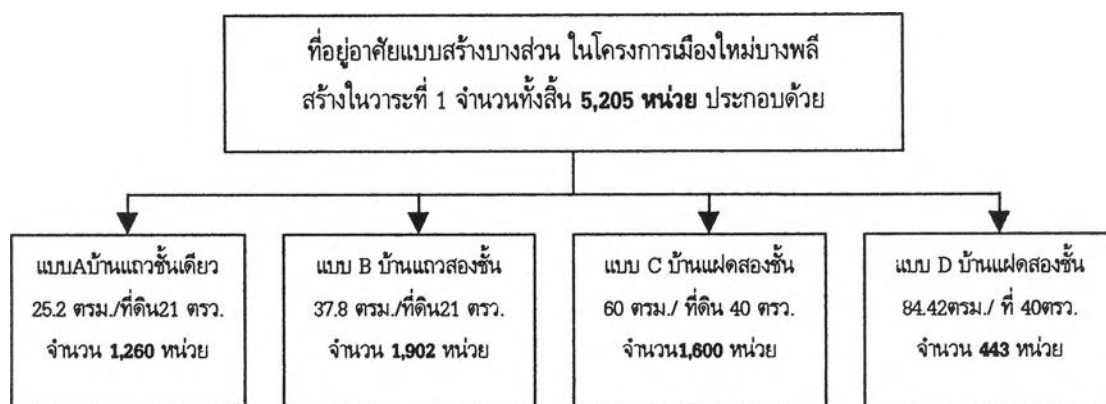 ที่อยู่อาศัยแบบสร้างบางส่วน ในโครงการเมืองใหม่บางพลี
สร้างในวาระที่ 1 จำนวนทั้งสิ้น 5,205 หน่วย ประกอบด้วย
แบบAบ้านแถวชั้นเดียว
25.2 ตรม./ที่ดิน21 ตรว.
จำนวน 1,260 หน่วย
แบบ B บ้านแถวสองชั้น
37.8 ตรม./ที่ดิน21 ตรว.
จำนวน 1,902 หน่วย
แบบ C บ้านแฝดสองชั้น
60 ตรม./ ที่ดิน 40 ตรว.
จำนวน1,600 หน่วย
แบบ D บ้านแฝดสองชั้น
84.42ตรม./ ที่ 40ตรว.
จำนวน 443 หน่วย